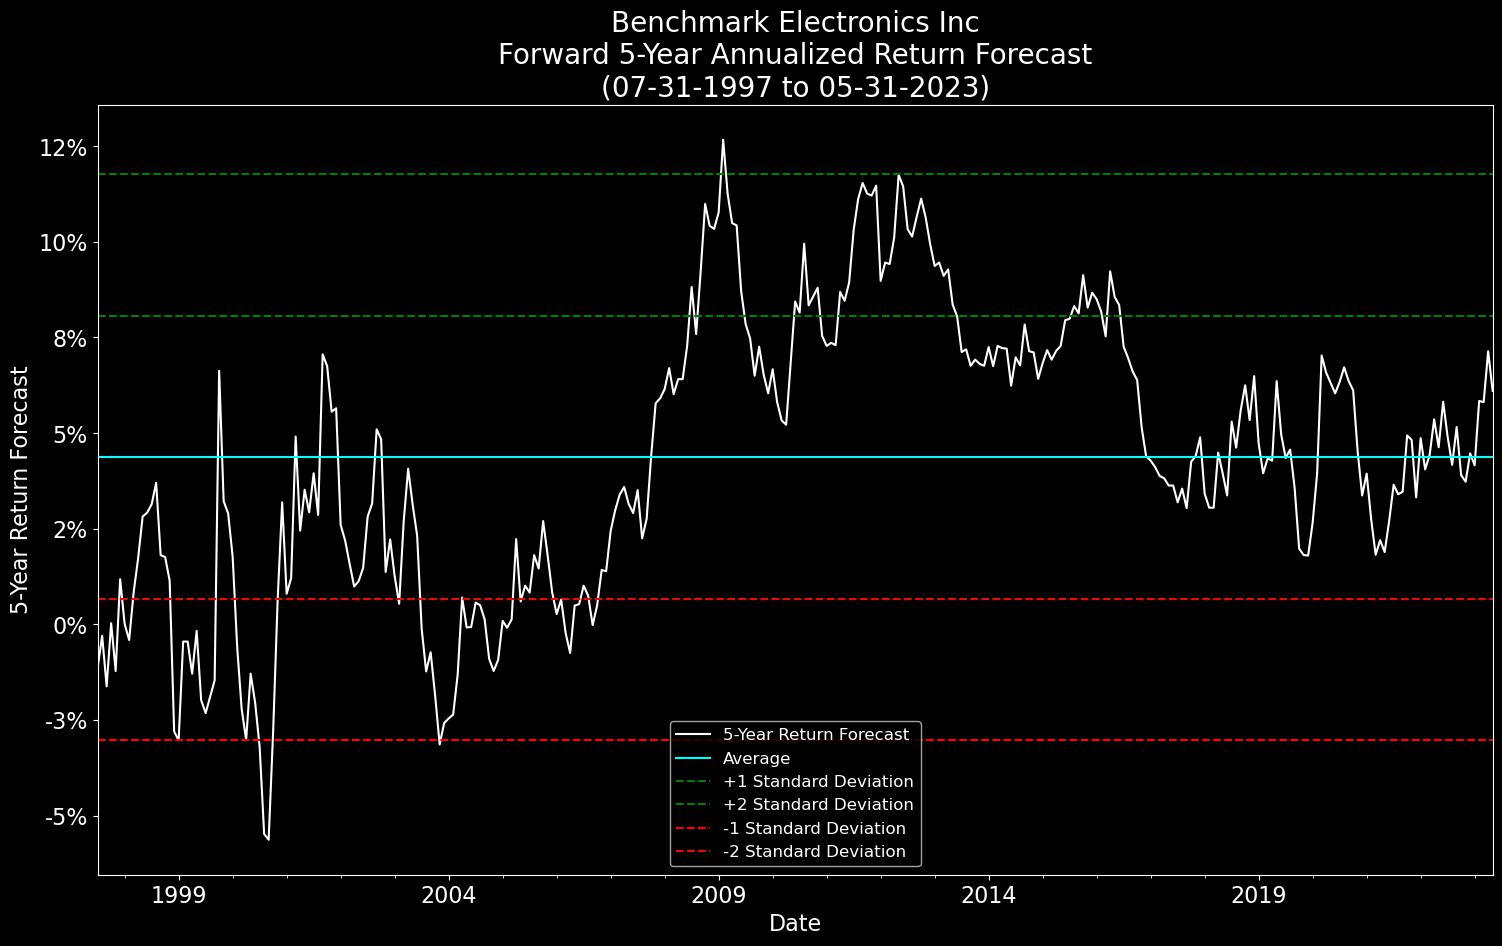 Benchmark Electronics Inc
Forward 5-Year Annualized Return Forecast
(07-31-1997 to 05-31-2023)
5-Year Return Forecast
12%
10%
8%
5%
2%
0%
-3%
-5%
5-Year Return Forecast
Average
+1 Standard Deviation
+2 Standard Deviation
-1 Standard Deviation
-2 Standard Deviation
1999
2004
2009
2014
2019
Date